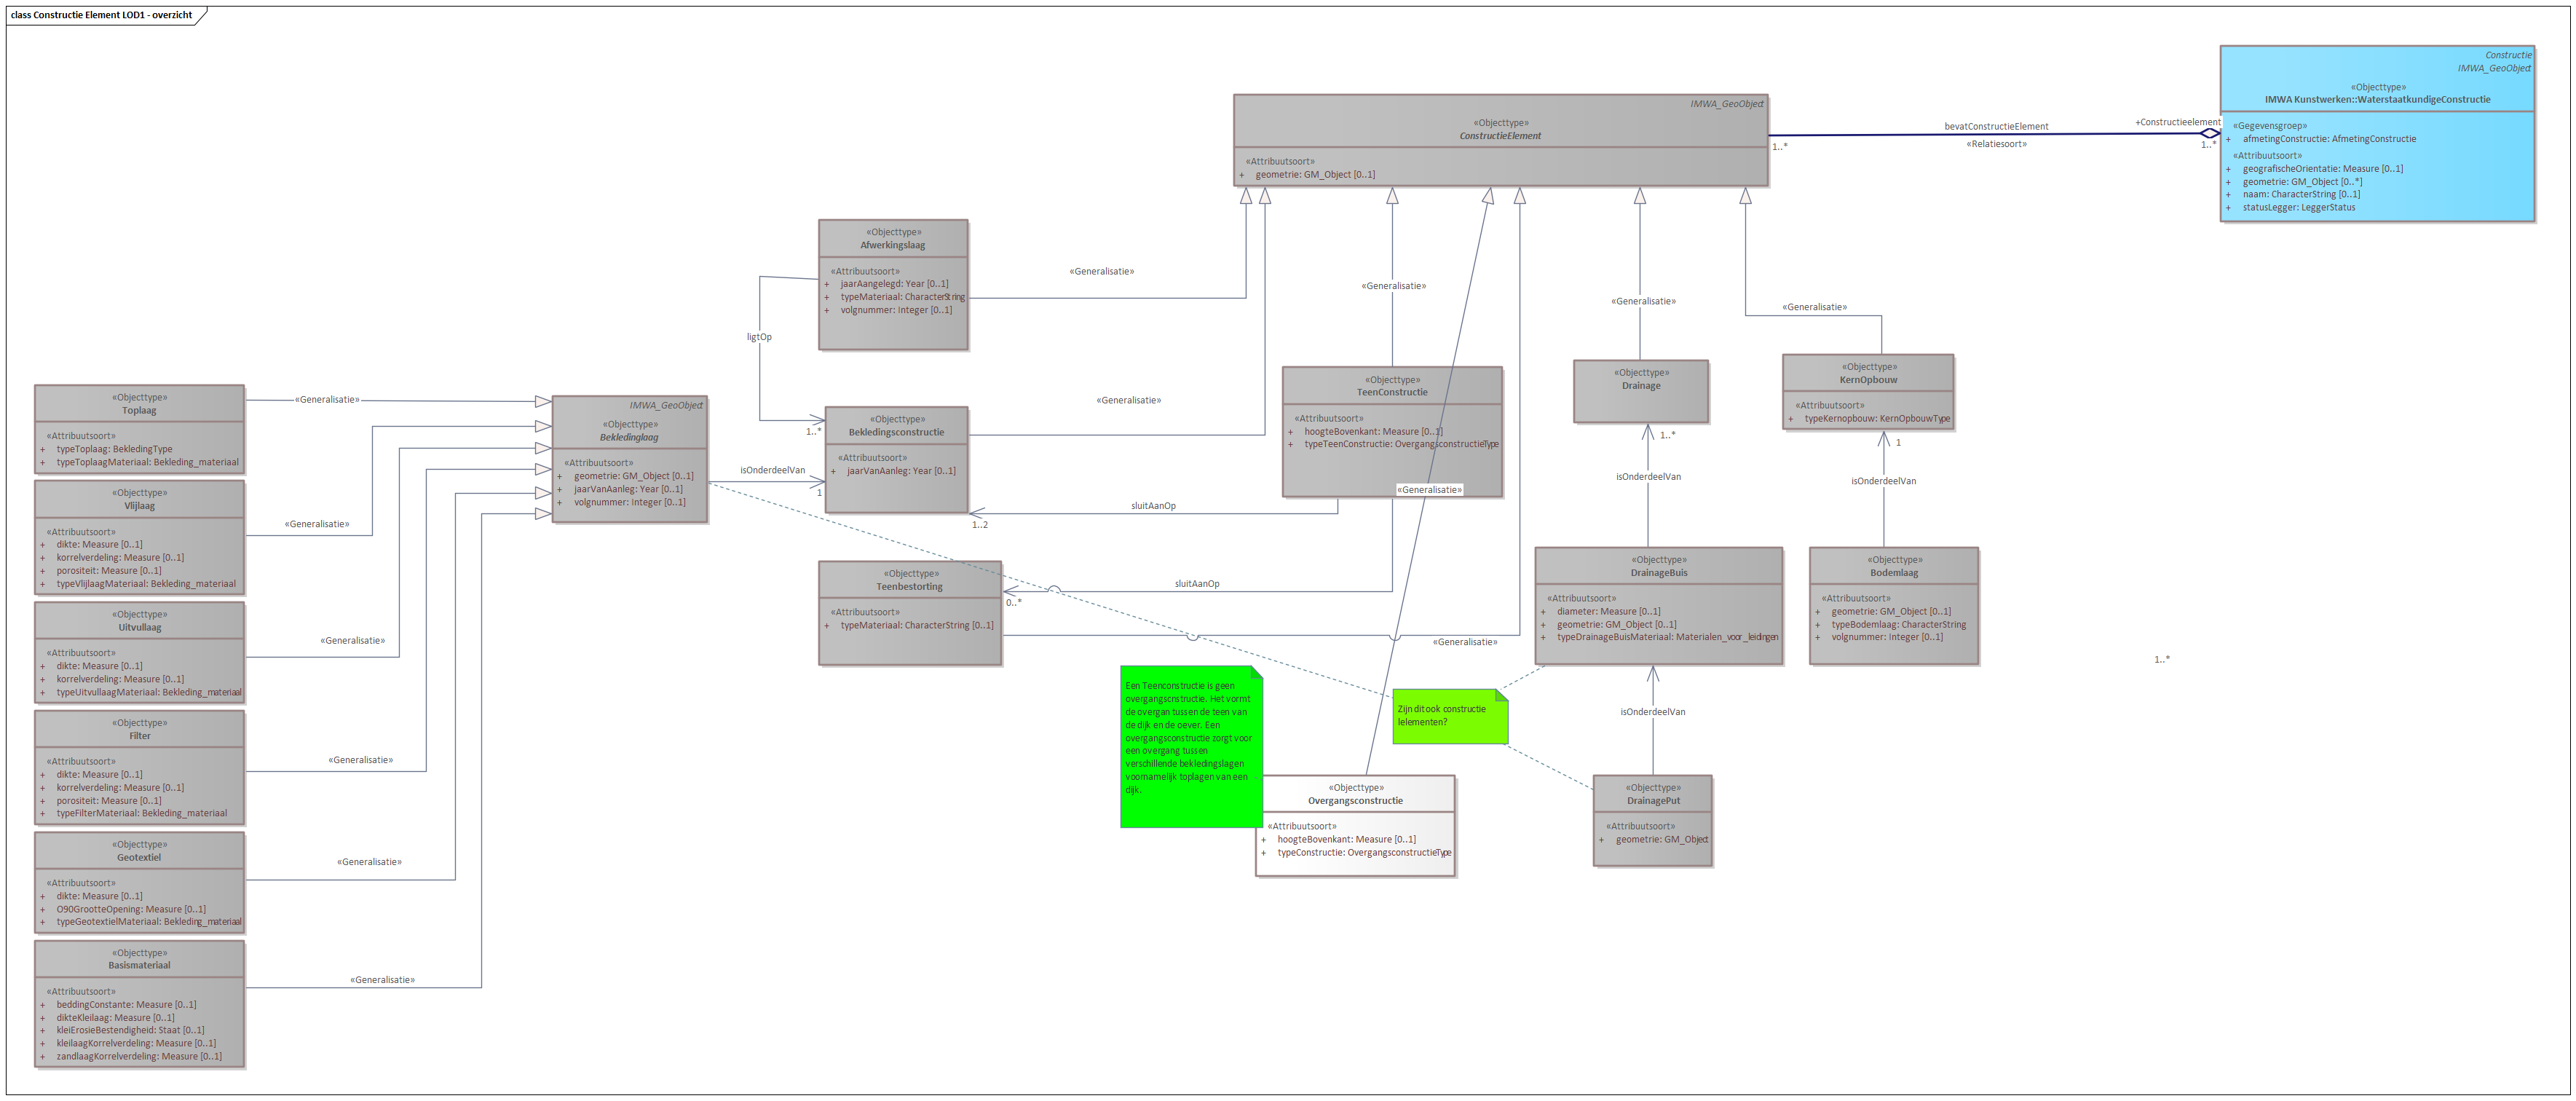 class Constructie Element LOD1 - overzicht
Constructie
IMWA_GeoObject
«Objecttype»
IMWA Kunstwerken::WaterstaatkundigeConstructie
«Gegevensgroep»
+ afmetingConstructie: AfmetingConstructie
«Attribuutsoort»
+ geografischeOrientatie: Measure [0..1]
+ geometrie: GM_Object [0..*]
+ naam: CharacterString [0..1]
+ statusLegger: LeggerStatus
IMWA_GeoObject
«Objecttype»
ConstructieElement
«Attribuutsoort»
+ geometrie: GM_Object [0..1]
bevatConstructieElement
«Relatiesoort»
+Constructieelement
1..*
1..*
«Objecttype»
Afwerkingslaag
«Attribuutsoort»
+ jaarAangelegd: Year [0..1]
+ typeMateriaal: CharacterString
+ volgnummer: Integer [0..1]
«Generalisatie»
«Generalisatie»
«Generalisatie»
«Generalisatie»
ligtOp
1..*
«Objecttype»
Toplaag
«Attribuutsoort»
+ typeToplaag: BekledingType
+ typeToplaagMateriaal: Bekleding_materiaal
«Generalisatie»
IMWA_GeoObject
«Objecttype»
Bekledinglaag
«Attribuutsoort»
+ geometrie: GM_Object [0..1]
+ jaarVanAanleg: Year [0..1]
+ volgnummer: Integer [0..1]
isOnderdeelVan
1
«Objecttype»
Bekledingsconstructie
«Attribuutsoort»
+ jaarVanAanleg: Year [0..1]
«Generalisatie»
«Objecttype»
TeenConstructie
«Attribuutsoort»
+ hoogteBovenkant: Measure [0..1]
+ typeTeenConstructie: OvergangsconstructieType
«Generalisatie»
sluitAanOp
1..2
«Objecttype»
Drainage
1..*
isOnderdeelVan
«Objecttype»
KernOpbouw
«Attribuutsoort»
+ typeKernopbouw: KernOpbouwType
1
isOnderdeelVan
«Objecttype»
Vlijlaag
«Attribuutsoort»
+ dikte: Measure [0..1]
+ korrelverdeling: Measure [0..1]
+ porositeit: Measure [0..1]
+ typeVlijlaagMateriaal: Bekleding_materiaal
«Generalisatie»
«Objecttype»
Teenbestorting
«Attribuutsoort»
+ typeMateriaal: CharacterString [0..1]
sluitAanOp
0..*
«Generalisatie»
«Objecttype»
DrainageBuis
«Attribuutsoort»
+ diameter: Measure [0..1]
+ geometrie: GM_Object [0..1]
+ typeDrainageBuisMateriaal: Materialen_voor_leidingen
«Objecttype»
Bodemlaag
«Attribuutsoort»
+ geometrie: GM_Object [0..1]
+ typeBodemlaag: CharacterString
+ volgnummer: Integer [0..1]
1..*
«Objecttype»
Uitvullaag
«Attribuutsoort»
+ dikte: Measure [0..1]
+ korrelverdeling: Measure [0..1]
+ typeUitvullaagMateriaal: Bekleding_materiaal
«Generalisatie»
Een Teenconstructie is geen
overgangscnstructie. Het vormt
de overgan tussen de teen van
de dijk en de oever. Een
overgangsconstructie zorgt voor
een overgang tussen
verschillende bekledingslagen
voornamelijk toplagen van een
dijk.
Zijn dit ook constructie
lelementen?
isOnderdeelVan
«Objecttype»
Filter
«Attribuutsoort»
+ dikte: Measure [0..1]
+ korrelverdeling: Measure [0..1]
+ porositeit: Measure [0..1]
+ typeFilterMateriaal: Bekleding_materiaal
«Generalisatie»
«Objecttype»
Overgangsconstructie
«Attribuutsoort»
+ hoogteBovenkant: Measure [0..1]
+ typeConstructie: OvergangsconstructieType
«Objecttype»
DrainagePut
«Attribuutsoort»
+ geometrie: GM_Object
«Objecttype»
Geotextiel
«Attribuutsoort»
+ dikte: Measure [0..1]
+ O90GrootteOpening: Measure [0..1]
+ typeGeotextielMateriaal: Bekleding_materiaal
«Generalisatie»
«Objecttype»
Basismateriaal
«Attribuutsoort»
+ beddingConstante: Measure [0..1]
+ dikteKleilaag: Measure [0..1]
+ kleiErosieBestendigheid: Staat [0..1]
+ kleilaagKorrelverdeling: Measure [0..1]
+ zandlaagKorrelverdeling: Measure [0..1]
«Generalisatie»